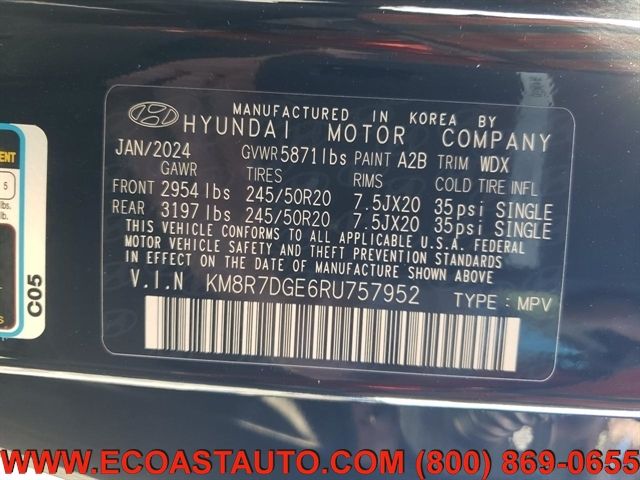 MANUFACTURED IN KOREA BY
HYUNDAI MOTOR COMPANY
JAN/2024 GVWR 5871lbs PAINT A2B TRIM WDX
GAWR TIRES RIMS COLD TIRE INFL
FRONT 2954 lbs 245/50R20 7.5JX20 35psi SINGLE
REAR 3197 lbs 245/50R20 7.5JX20 35psi SINGLE
THIS VEHICLE CONFORMS TO ALL APPLICABLE U.S.A. FEDERAL
MOTOR VEHICLE SAFETY AND THEFT PREVENTION STANDARDS
IN EFFECT ON THE DATE OF MANUFACTURE SHOWN ABOVE.
V.I.N KM8R7DGE6RU757952 TYPE : MPV
5
lbs.
lb.
C05
WWW.ECOASTAUTO.COM (800) 869-0655